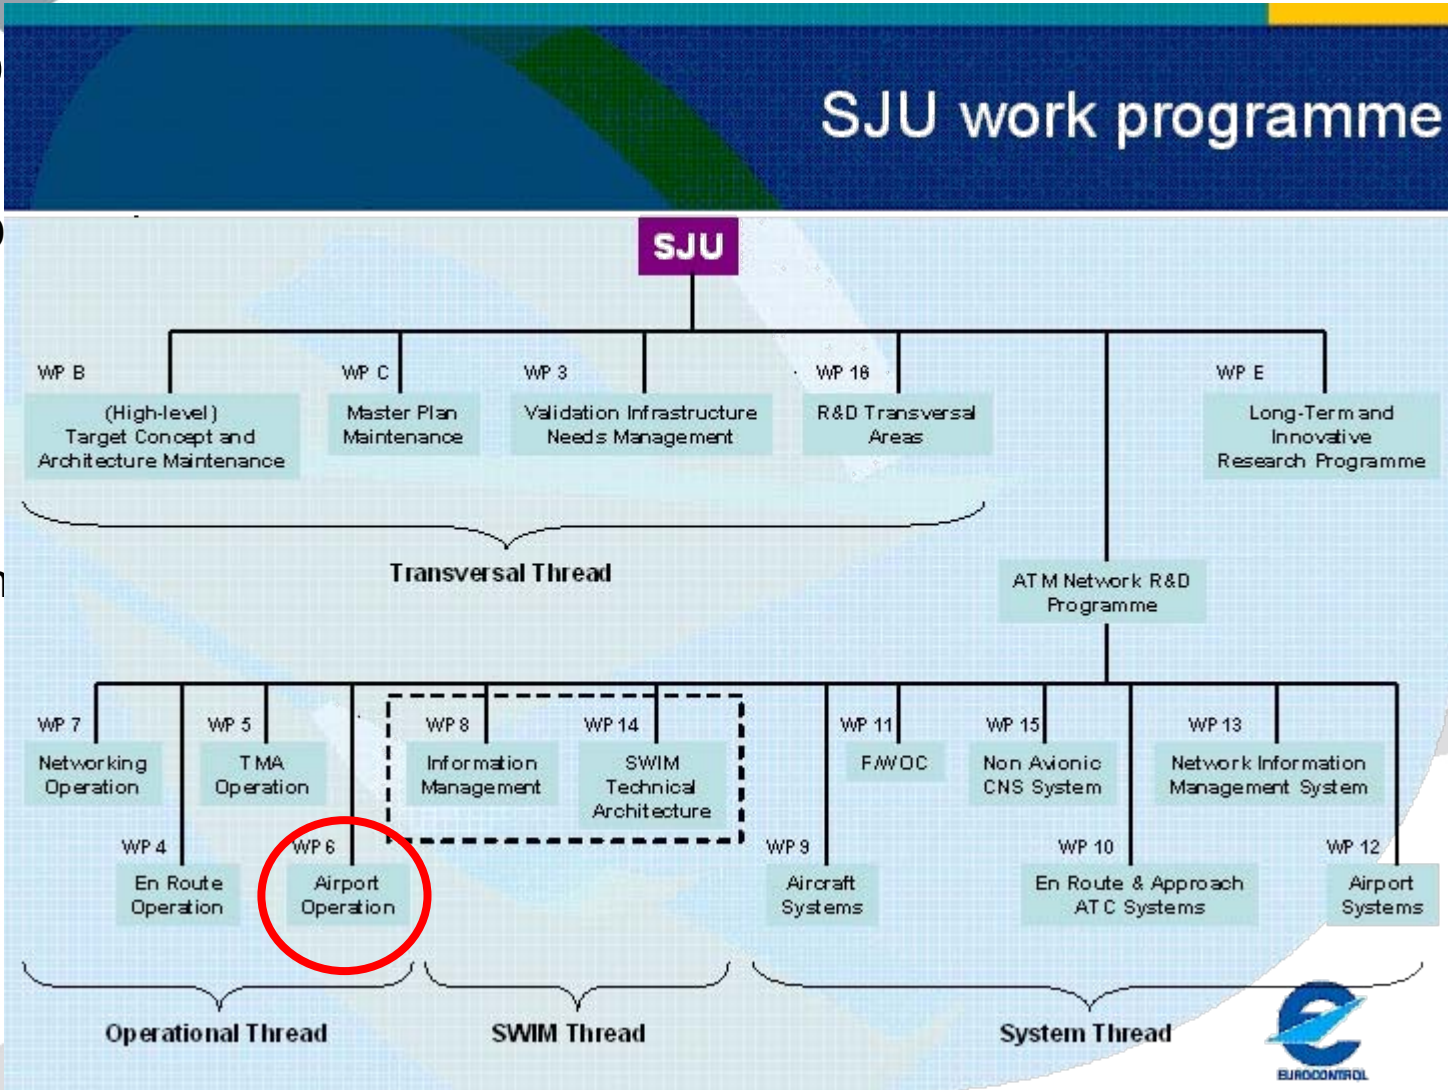 SJU work programme
SJU
WP B
(High-level)
Target Concept and
Architecture Maintenance
WP C
Master Plan
Maintenance
WP 3
Validation Infrastructure
Needs Management
WP 16
R&D Transversal
Areas
WP E
Long-Term and
Innovative
Research Programme
Transversal Thread
ATM Network R&D
Programme
WP 7
Networking
Operation
WP 5
TMA
Operation
WP 8
Information
Management
WP 14
SWIM
Technical
Architecture
WP 11
F/WOC
WP 15
Non Avionic
CNS System
WP 13
Network Information
Management System
WP 4
En Route
Operation
WP 6
Airport
Operation
WP 9
Aircraft
Systems
WP 10
En Route & Approach
ATC Systems
WP 12
Airport
Systems
Operational Thread
SWIM Thread
System Thread
EUROCONTROL